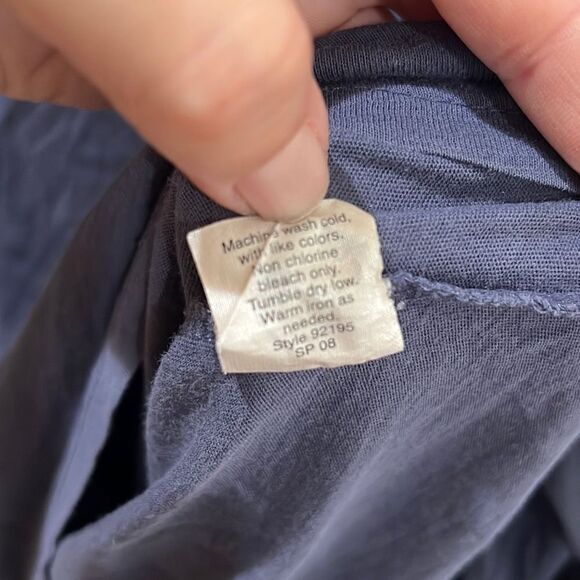 Machine wash cold,
with like colors.
Non chlorine
bleach only.
Tumble dry low.
Warm iron as
needed.
Style 92195
SP 08